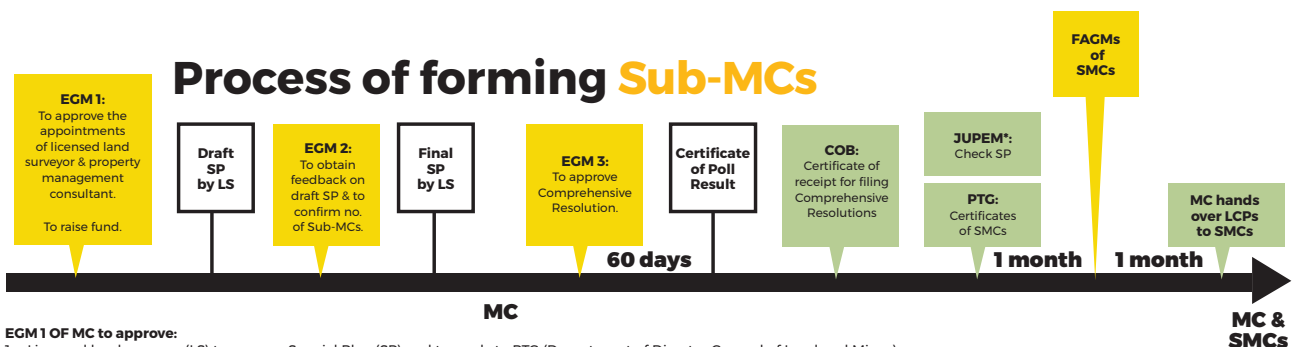 Process of forming Sub-MCs
EGM 1:
To approve the
appointments
of licensed land
surveyor & property
management
consultant.
To raise fund.
Draft
SP
by LS
EGM 2:
To obtain
feedback on
draft SP & to
confirm no.
of Sub-MCs.
Final
SP
by LS
EGM 3:
To approve
Comprehensive
Resolution.
60 days
Certificate
of Poll
Result
COB:
Certificate of
receipt for filing
Comprehensive
Resolutions
JUPEM*:
Check SP
PTG:
Certificates
of SMCs
1 month
FAGMs
of
SMCs
1 month
MC hands
over LCPs
to SMCs
MC
MC &
SMCs
EGM 1 OF MC to approve: